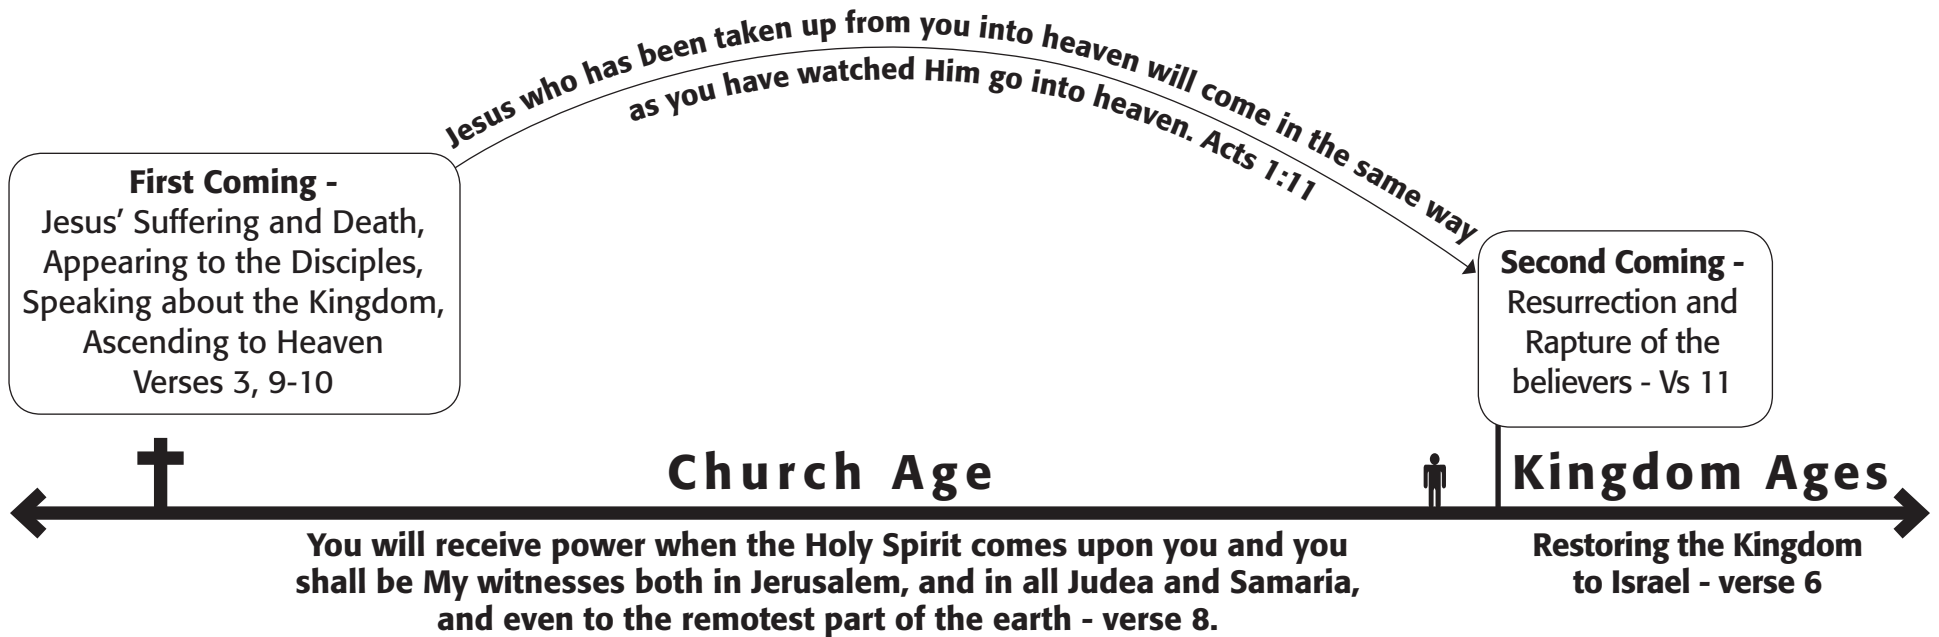 Jesus who has been taken up from you into heaven will come in the same way
as you have watched Him go into heaven. Acts 1:11
First Coming -
Jesus’ Suffering and Death,
Appearing to the Disciples,
Speaking about the Kingdom,
Ascending to Heaven
Verses 3, 9-10
Second Coming -
Resurrection and
Rapture of the
believers - Vs 11
Church Age
Kingdom Ages
You will receive power when the Holy Spirit comes upon you and you
shall be My witnesses both in Jerusalem, and in all Judea and Samaria,
and even to the remotest part of the earth - verse 8.
Restoring the Kingdom
to Israel - verse 6